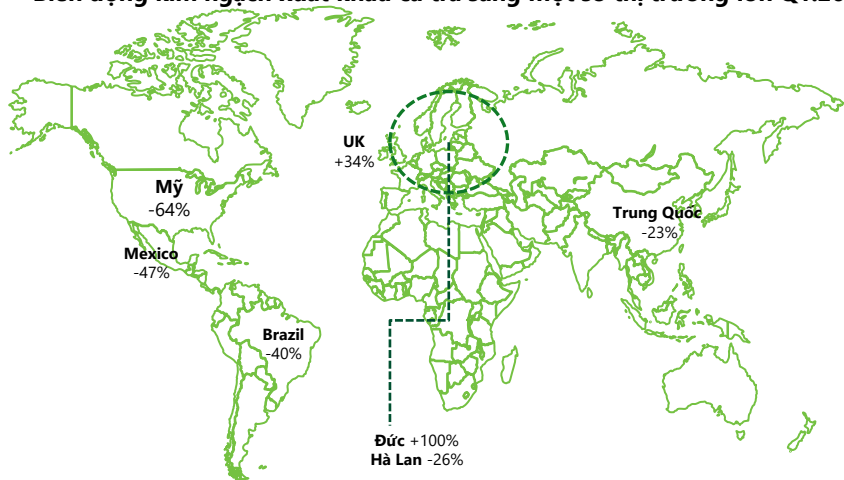 UK
+34%
Mỹ
-64%
Trung Quốc
-23%
Mexico
-47%
Brazil
-40%
Đức +100%
Hà Lan -26%